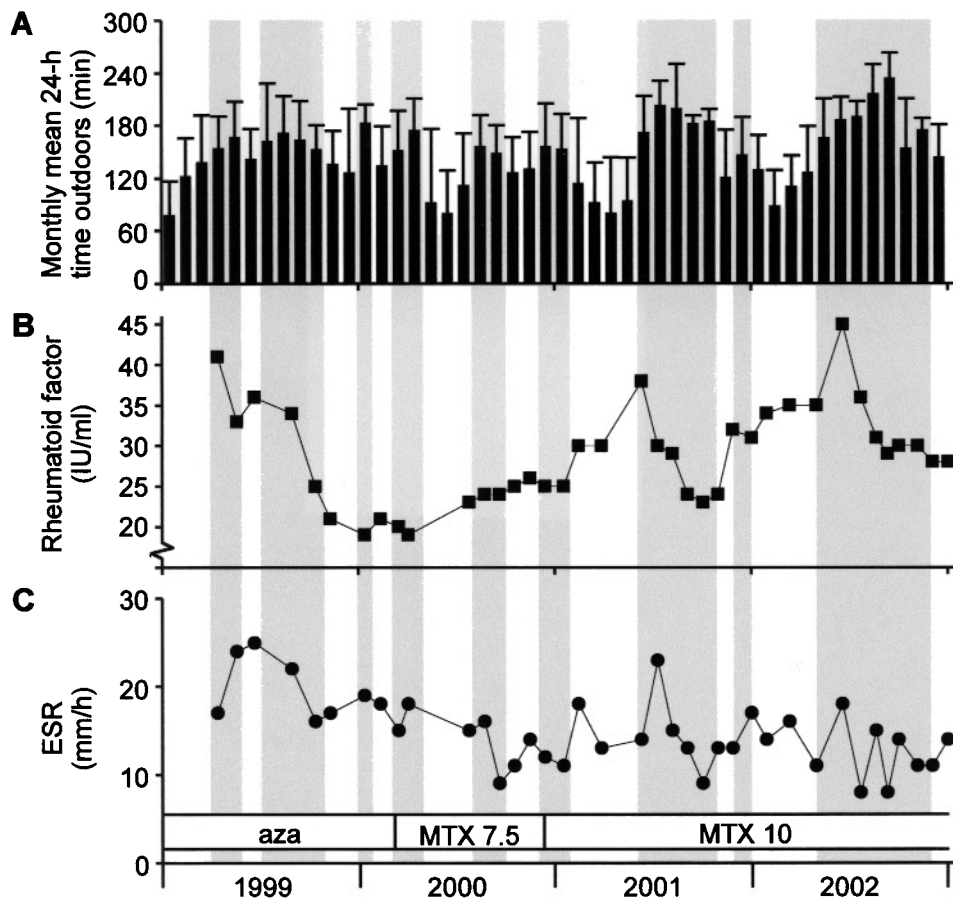 A
Monthly mean 24-h
time outdoors (min)
300
240
180
120
60
0
B
Rheumatoid factor
(IU/ml)
45
40
35
30
25
20
C
ESR
(mm/h)
30
20
10
0
aza
MTX 7.5
MTX 10
1999
2000
2001
2002